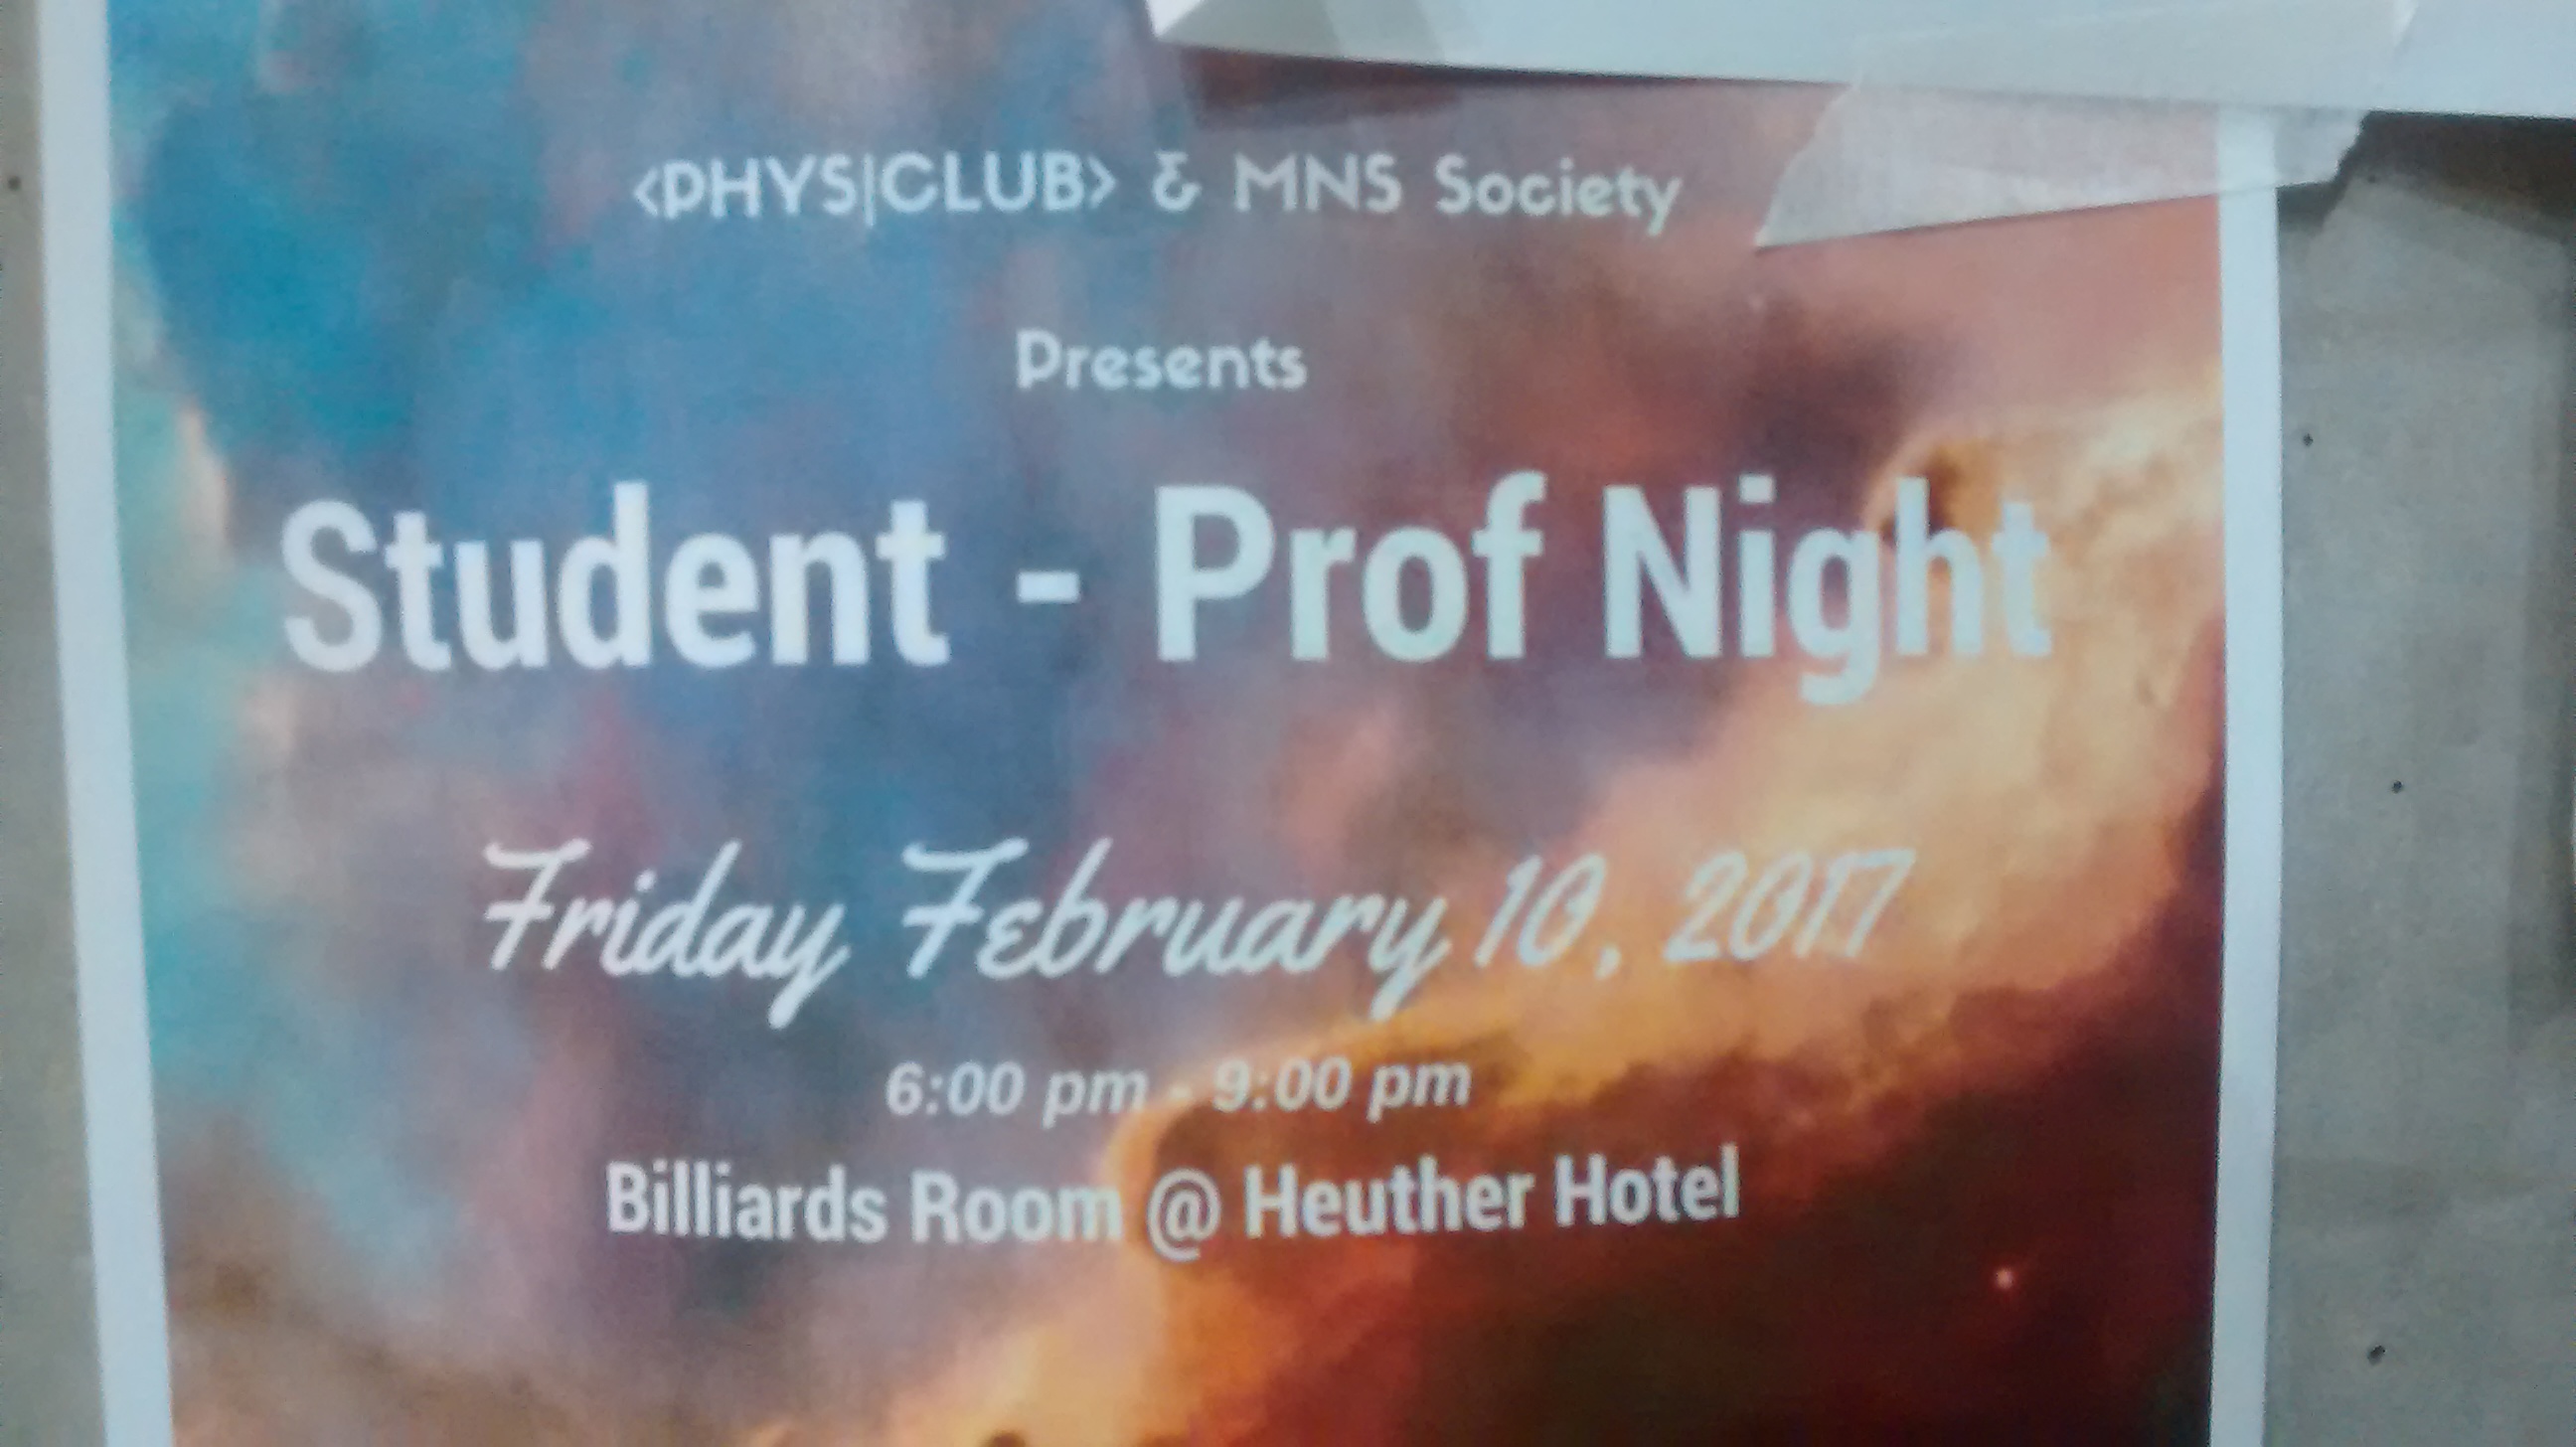 <PHYS|CLUB> & MNS Society
Presents
Student - Prof Night
Friday February 10, 2017
6:00 pm - 9:00 pm
Billiards Room @ Heuther Hotel